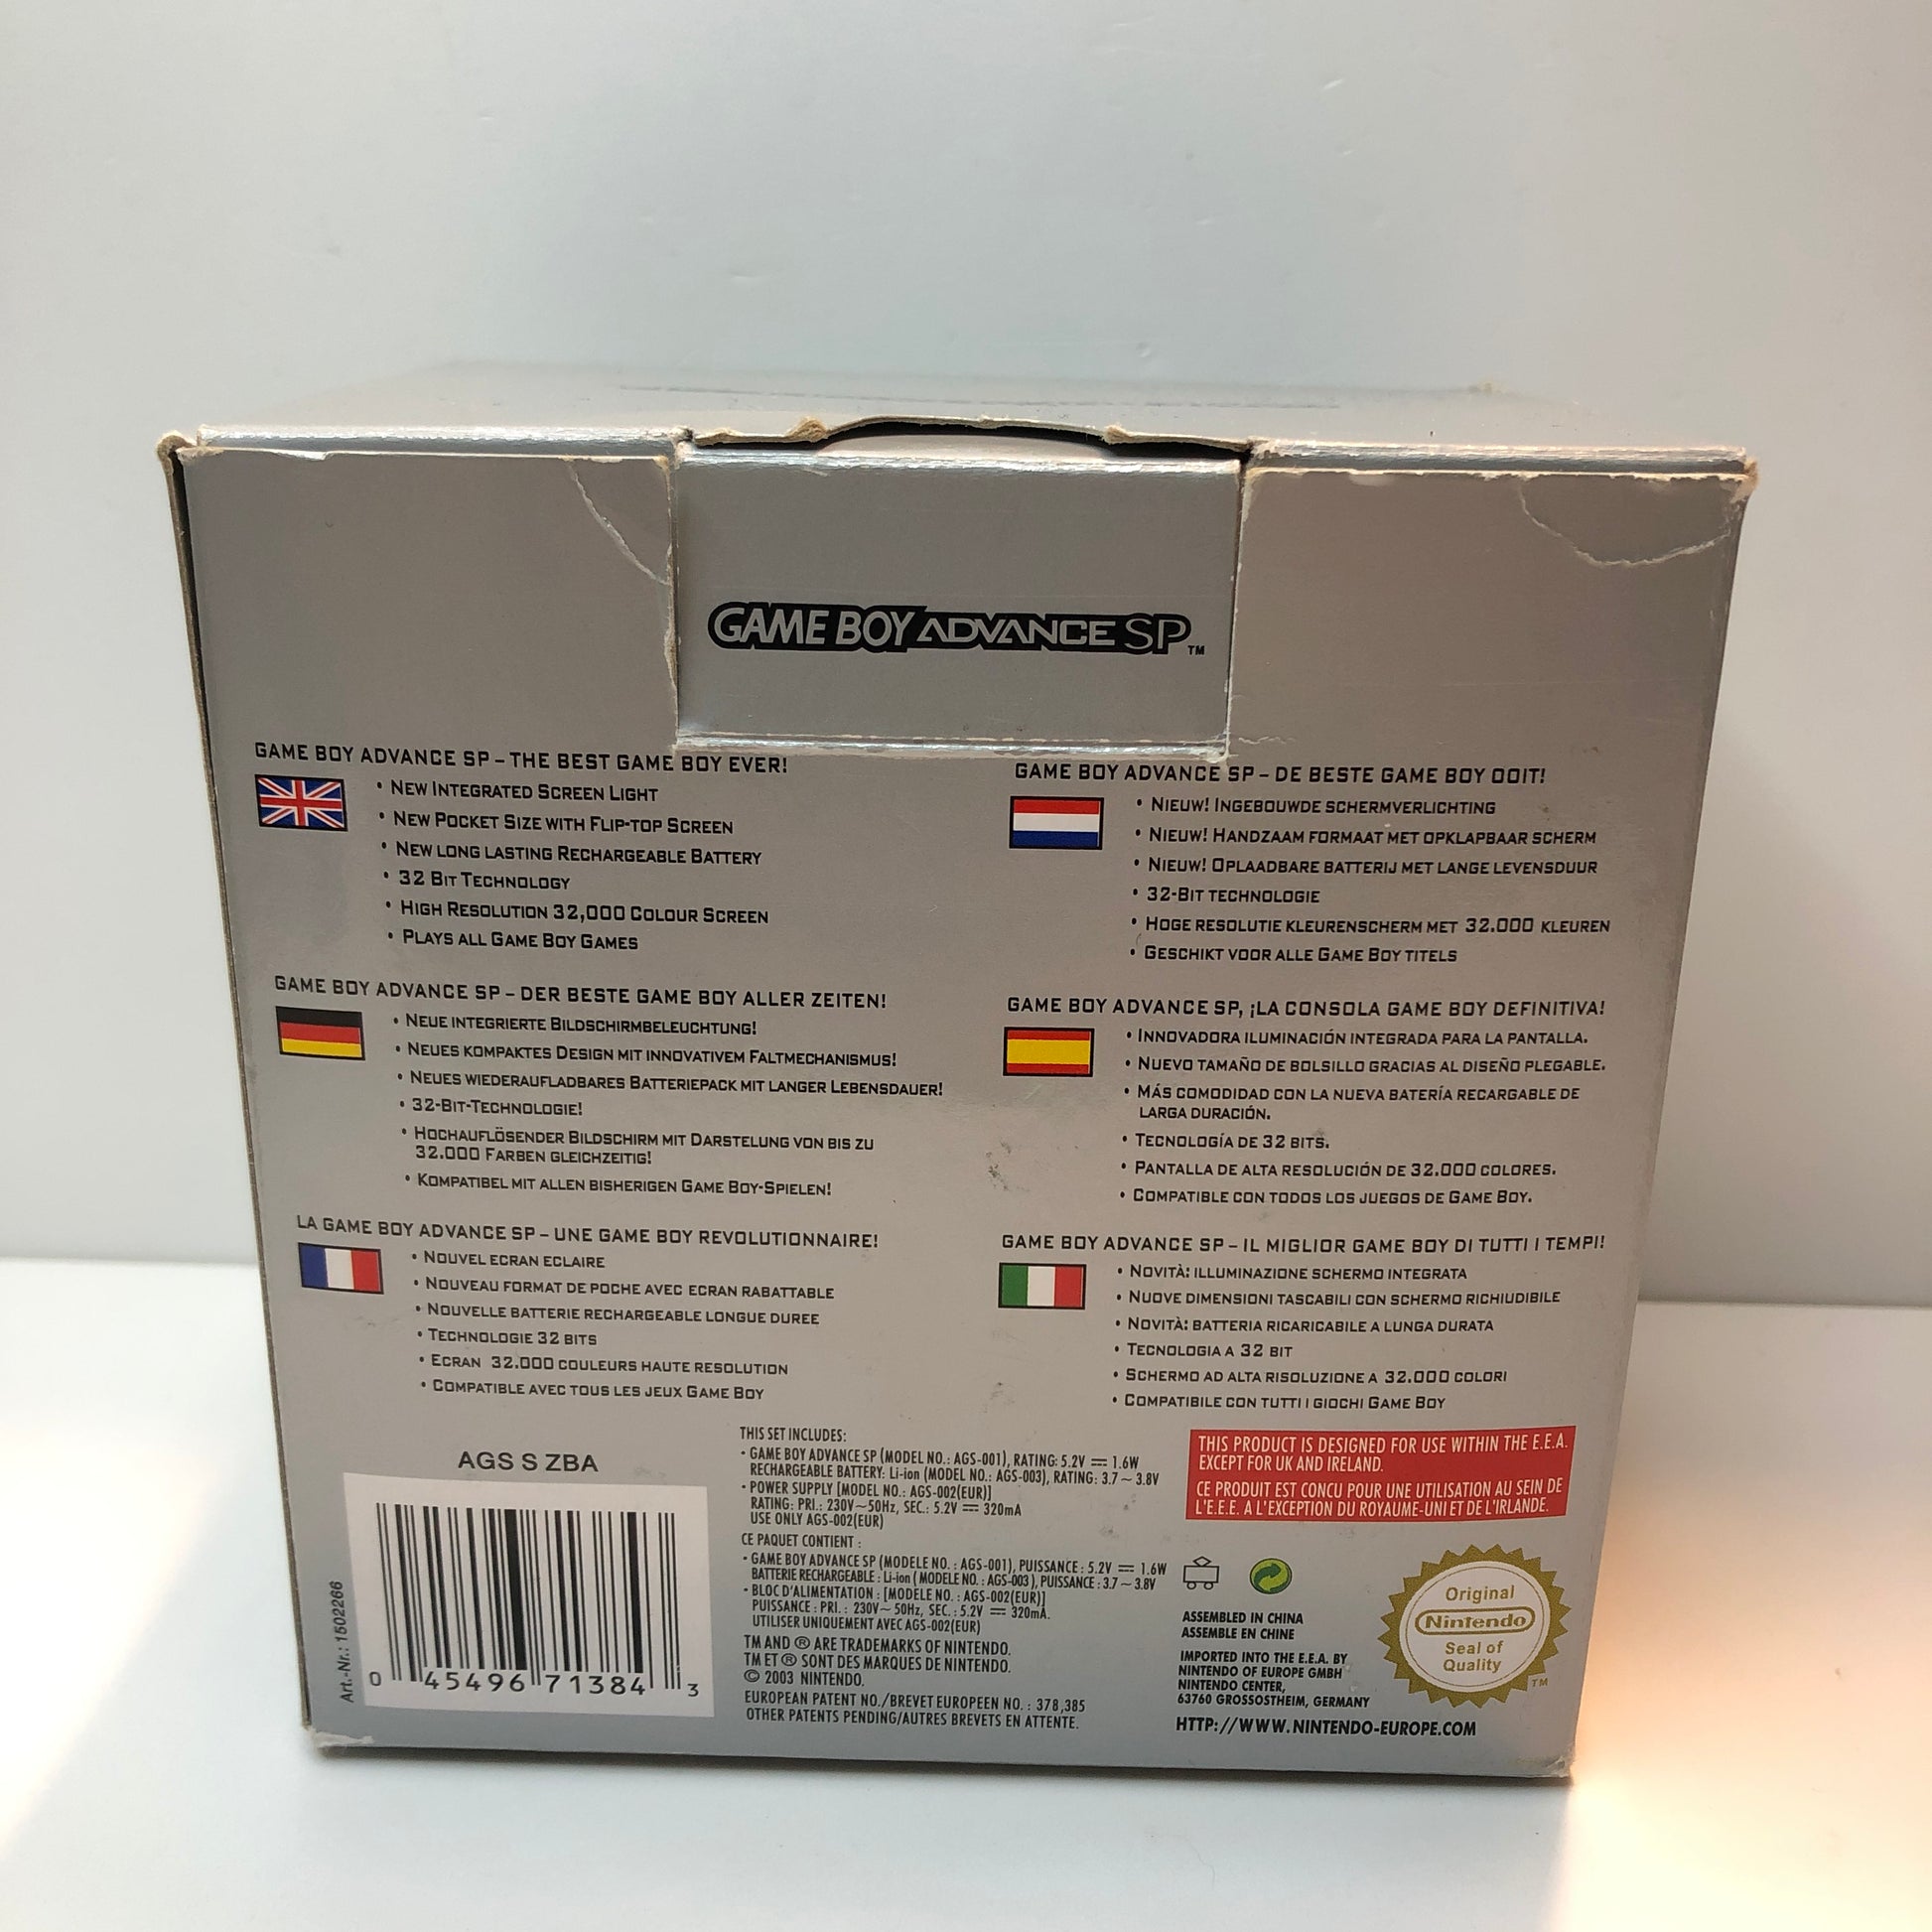 GAME BOY ADVANCE SP™
GAME BOY ADVANCE SP – THE BEST GAME BOY EVER!
• NEW INTEGRATED SCREEN LIGHT
• NEW POCKET SIZE WITH FLIP-TOP SCREEN
• NEW LONG LASTING RECHARGEABLE BATTERY
• 32 BIT TECHNOLOGY
• HIGH RESOLUTION 32,000 COLOUR SCREEN
• PLAYS ALL GAME BOY GAMES
GAME BOY ADVANCE SP – DER BESTE GAME BOY ALLER ZEITEN!
• NEUE INTEGRIERTE BILDSCHIRMBELEUCHTUNG!
• NEUES KOMPAKTES DESIGN MIT INNOVATIVEM FALTMECHANISMUS!
• NEUES WIEDERAUFLADBARES BATTERIEPACK MIT LANGER LEBENSDAUER!
• 32-BIT-TECHNOLOGIE!
• HOCHAUFLÖSENDER BILDSCHIRM MIT DARSTELUNG VON BIS ZU
32.000 FARBEN GLEICHZEITIG!
• KOMPATIBEL MIT ALLEN BISHERIGEN GAME BOY-SPIELEN!
LA GAME BOY ADVANCE SP – UNE GAME BOY REVOLUTIONNAIRE!
• NOUVEL ECRAN ECLAIRE
• NOUVEAU FORMAT DE POCHE AVEC ECRAN RABATTABLE
• NOUVELLE BATTERIE RECHARGEABLE LONGUE DUREE
• TECHNOLOGIE 32 BITS
• ECRAN 32.000 COULEURS HAUTE RESOLUTION
• COMPATIBLE AVEC TOUS LES JEUX GAME BOY
GAME BOY ADVANCE SP – DE BESTE GAME BOY OOIT!
• NIEUW! INGEBOUWDE SCHERMVERLICHTING
• NIEUW! HANDZAAM FORMAAT MET OPKLAPBAAR SCHERM
• NIEUW! OPLAADBARE BATTERIJ MET LANGE LEVENSDUUR
• 32-BIT TECHNOLOGIE
• HOGE RESOLUTIE KLEURENSCHERM MET 32.000 KLEUREN
• GESCHIKT VOOR ALLE GAME BOY TITELS
GAME BOY ADVANCE SP, ¡LA CONSOLA GAME BOY DEFINITIVA!
• INNOVADORA ILUMINACIÓN INTEGRADA PARA LA PANTALLA.
• NUEVO TAMAÑO DE BOLSILLO GRACIAS AL DISEÑO PLEGABLE.
• MÁS COMODIDAD CON LA NUEVA BATERÍA RECARGABLE DE
LARGA DURACIÓN.
• TECNOLOGÍA DE 32 BITS.
• PANTALLA DE ALTA RESOLUCIÓN DE 32.000 COLORES.
• COMPATIBLE CON TODOS LOS JUEGOS DE GAME BOY.
GAME BOY ADVANCE SP – IL MIGLIOR GAME BOY DI TUTTI I TEMPI!
• NOVITÀ: ILLUMINAZIONE SCHERMO INTEGRATA
• NUOVE DIMENSIONI TASCABILI CON SCHERMO RICHIUDIBILE
• NOVITÀ: BATTERIA RICARICABILE A LUNGA DURATA
• TECNOLOGIA A 32 BIT
• SCHERMO AD ALTA RISOLUZIONE A 32.000 COLORI
• COMPATIBILE CON TUTTI I GIOCHI GAME BOY
AGS S ZBA
Art.-Nr.: 1502266
0 45496 71384 3
THIS SET INCLUDES:
• GAME BOY ADVANCE SP (MODEL NO.: AGS-001), RATING: 5.2V ⎓ 1.6W
RECHARGEABLE BATTERY: Li-ion (MODEL NO.: AGS-003), RATING: 3.7 ~ 3.8V
• POWER SUPPLY [MODEL NO.: AGS-002(EUR)]
RATING: PRI.: 230V~50Hz, SEC.: 5.2V ⎓ 320mA
USE ONLY AGS-002(EUR)
CE PAQUET CONTIENT :
• GAME BOY ADVANCE SP (MODELE NO. : AGS-001), PUISSANCE : 5.2V ⎓ 1.6W
BATTERIE RECHARGEABLE : Li-ion ( MODELE NO. : AGS-003 ), PUISSANCE : 3.7 ~ 3.8V
• BLOC D'ALIMENTATION : [MODELE NO. : AGS-002(EUR)]
PUISSANCE : PRI. : 230V~ 50Hz, SEC. : 5.2V ⎓ 320mA.
UTILISER UNIQUEMENT AVEC AGS-002(EUR)
TM AND ® ARE TRADEMARKS OF NINTENDO.
TM ET ® SONT DES MARQUES DE NINTENDO.
© 2003 NINTENDO.
EUROPEAN PATENT NO./BREVET EUROPEEN NO. : 378,385
OTHER PATENTS PENDING/AUTRES BREVETS EN ATTENTE.
THIS PRODUCT IS DESIGNED FOR USE WITHIN THE E.E.A.
EXCEPT FOR UK AND IRELAND.
CE PRODUIT EST CONCU POUR UNE UTILISATION AU SEIN DE
L'E.E.E. A L'EXCEPTION DU ROYAUME-UNI ET DE L'IRLANDE.
ASSEMBLED IN CHINA
ASSEMBLE EN CHINE
IMPORTED INTO THE E.E.A. BY
NINTENDO OF EUROPE GMBH
NINTENDO CENTER,
63760 GROSSOSTHEIM, GERMANY
HTTP://WWW.NINTENDO-EUROPE.COM
Original
Nintendo
Seal of
Quality
TM